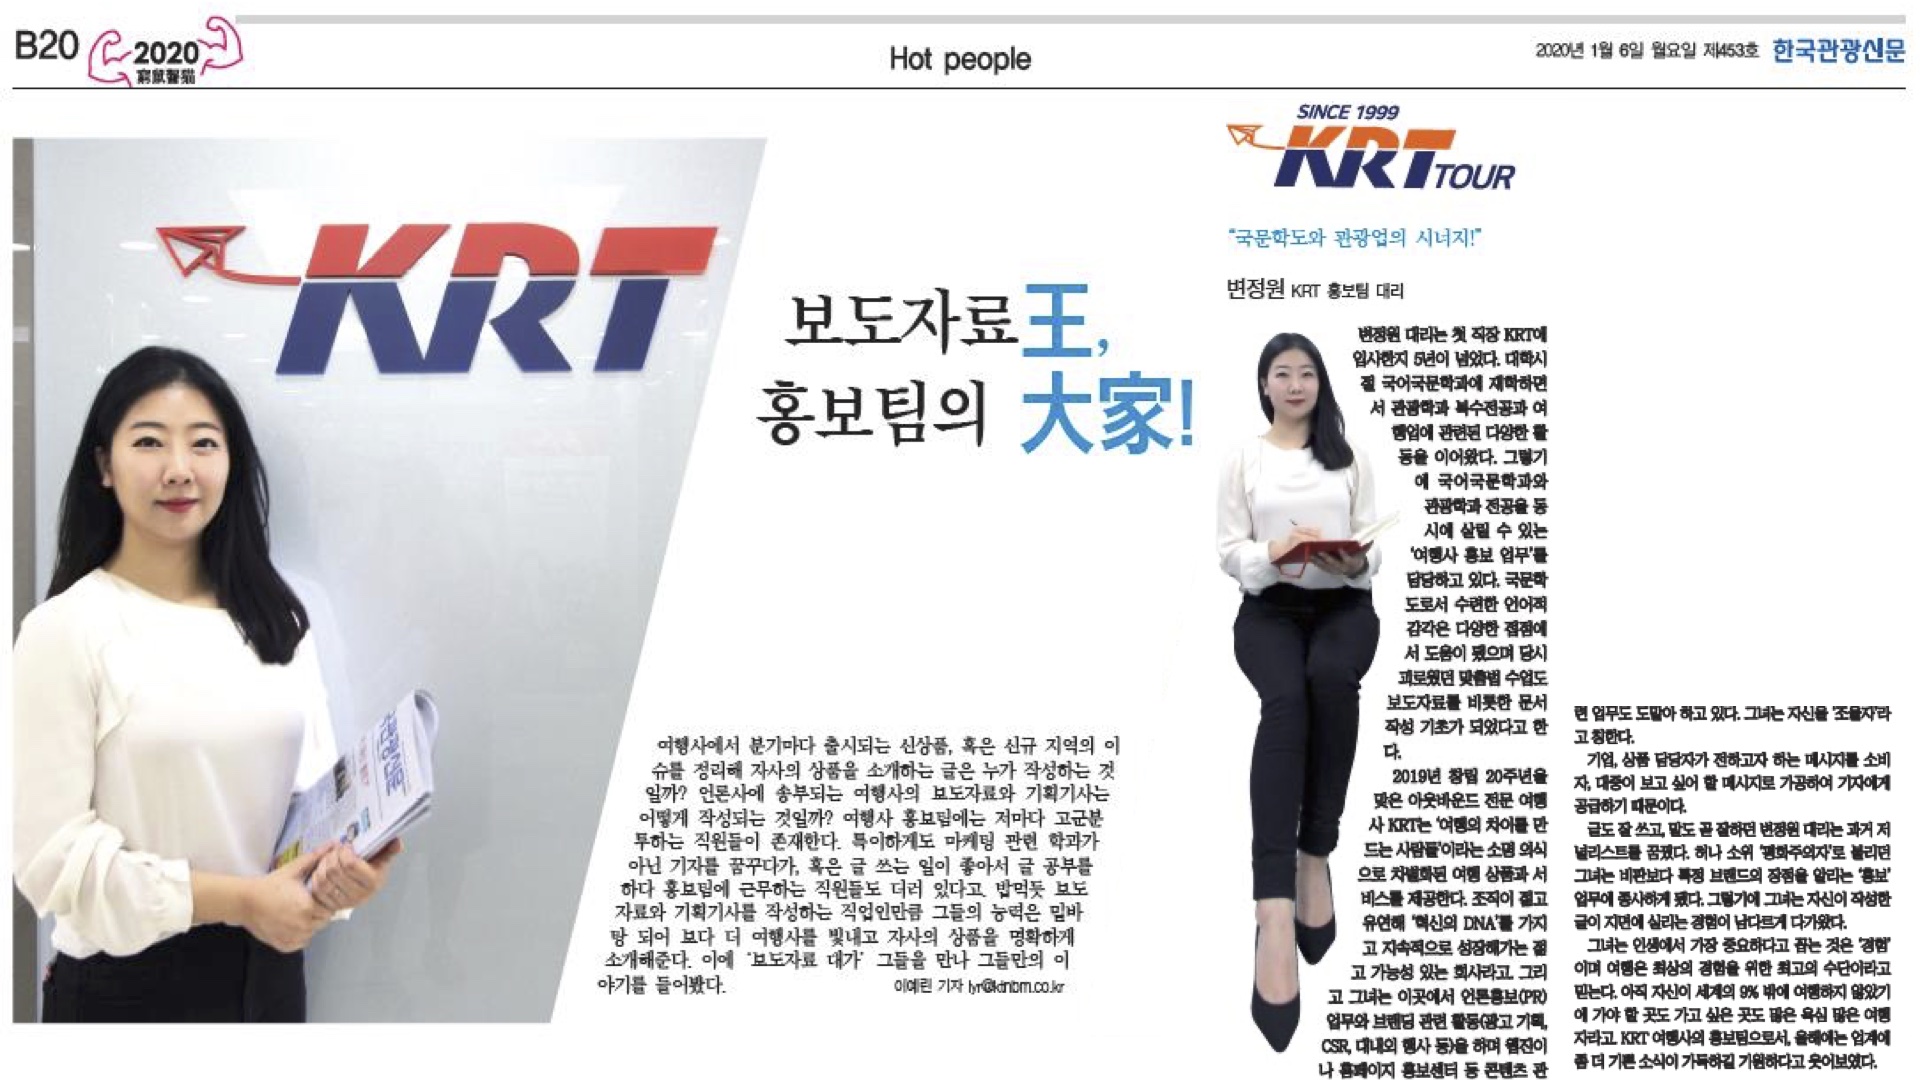 B20
2020
窮鼠齧猫
Hot people
2020년 1월 6일 월요일 제453호 한국관광신문
KRT
보도자료王,
홍보팀의 大家!
여행사에서 분기마다 출시되는 신상품, 혹은 신규 지역의 이
슈를 정리해 자사의 상품을 소개하는 글은 누가 작성하는 것
일까? 언론사에 송부되는 여행사의 보도자료와 기획기사는
어떻게 작성되는 것일까? 여행사 홍보팀에는 저마다 고군분
투하는 직원들이 존재한다. 특이하게도 마케팅 관련 학과가
아닌 기자를 꿈꾸다가, 혹은 글 쓰는 일이 좋아서 글 공부를
하다 홍보팀에 근무하는 직원들도 더러 있다고. 밥먹듯 보도
자료와 기획기사를 작성하는 직업인만큼 그들의 능력은 밑바
탕 되어 보다 더 여행사를 빛내고 자사의 상품을 명확하게
소개해준다. 이에 '보도자료 대가' 그들을 만나 그들만의 이
야기를 들어봤다.
이예린 기자 lyr@ktnbm.co.kr
SINCE 1999
KRT TOUR
"국문학도와 관광업의 시너지!"
변정원 KRT 홍보팀 대리
변정원 대리는 첫 직장 KRT에
입사한지 5년이 넘었다. 대학시
절 국어국문학과에 재학하면
서 관광학과 복수전공과 여
행업에 관련된 다양한 활
동을 이어왔다. 그렇기
에 국어국문학과와
관광학과 전공을 동
시에 살릴 수 있는
'여행사 홍보 업무'를
담당하고 있다. 국문학
도로서 수련한 언어적
감각은 다양한 접점에
서 도움이 됐으며 당시
괴로웠던 맞춤법 수업도
보도자료를 비롯한 문서
작성 기초가 되었다고 한
다.
2019년 창립 20주년을
맞은 아웃바운드 전문 여행
사 KRT는 '여행의 차이를 만
드는 사람들'이라는 소명 의식
으로 차별화된 여행 상품과 서
비스를 제공한다. 조직이 젊고
유연해 '혁신의 DNA'를 가지
고 지속적으로 성장해가는 젊
고 가능성 있는 회사라고. 그리
고 그녀는 이곳에서 언론홍보(PR)
업무와 브랜딩 관련 활동(광고 기획,
CSR, 대내외 행사 등)을 하며 웹진이
나 홈페이지 홍보센터 등 콘텐츠 관
련 업무도 도맡아 하고 있다. 그녀는 자신을 '조물자'라
고 칭한다.
기업, 상품 담당자가 전하고자 하는 메시지를 소비
자, 대중이 보고 싶어 할 메시지로 가공하여 기자에게
공급하기 때문이다.
글도 잘 쓰고, 말도 곧 잘하던 변정원 대리는 과거 저
널리스트를 꿈꿨다. 허나 소위 '평화주의자'로 불리던
그녀는 비판보다 특정 브랜드의 장점을 알리는 '홍보'
업무에 종사하게 됐다. 그렇기에 그녀는 자신이 작성한
글이 지면에 실리는 경험이 남다르게 다가왔다.
그녀는 인생에서 가장 중요하다고 꼽는 것은 '경험'
이며 여행은 최상의 경험을 위한 최고의 수단이라고
믿는다. 아직 자신이 세계의 9% 밖에 여행하지 않았기
에 가야 할 곳도 가고 싶은 곳도 많은 욕심 많은 여행
자라고. KRT 여행사의 홍보팀으로서, 올해에는 업계에
좀 더 기쁜 소식이 가득하길 기원하다고 웃어보였다.